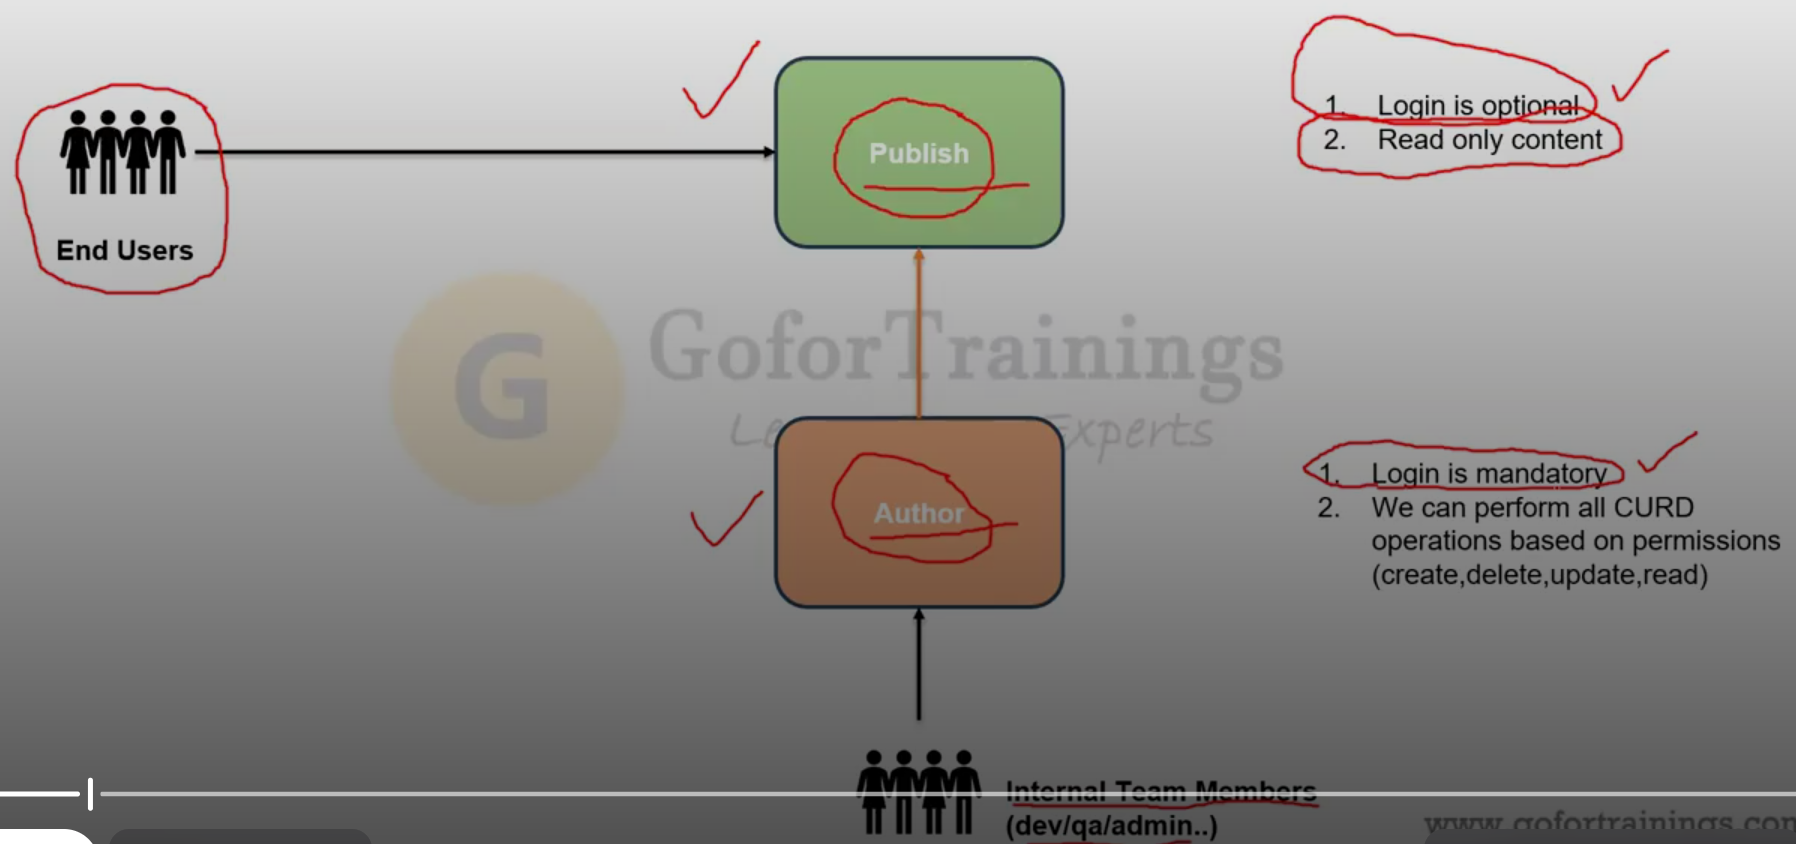 Publish
1. Login is optional
2. Read only content
End Users
G
GoforTrainings
Experts
Author
1. Login is mandatory
2. We can perform all CURD
operations based on permissions
(create,delete,update,read)
Internal Team Members
(dev/qa/admin..)
www.gofortrainings.com